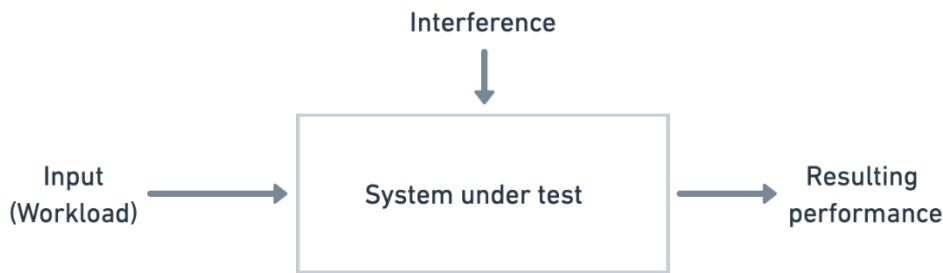 Interference
Input
(Workload)
System under test
Resulting
performance